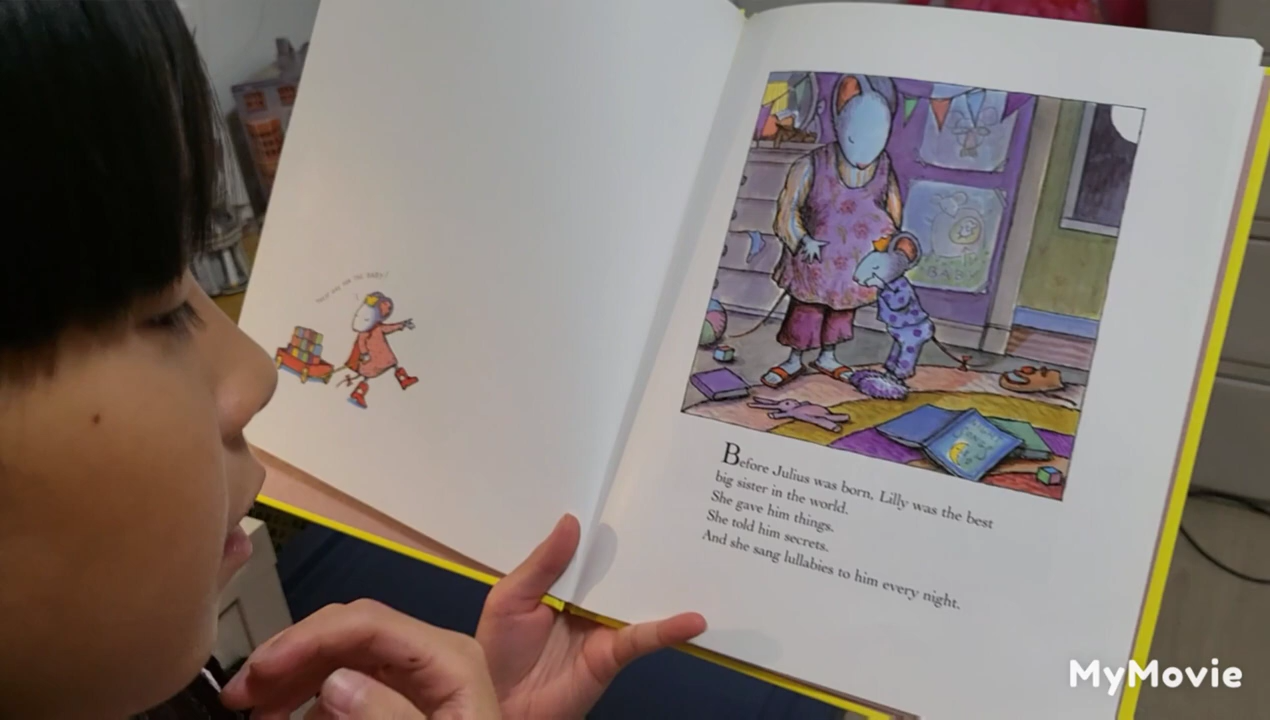 BABY
Before Julius was born, Lilly was the best
big sister in the world.
She gave him things.
She told him secrets.
And she sang lullabies to him every night.
MyMovie